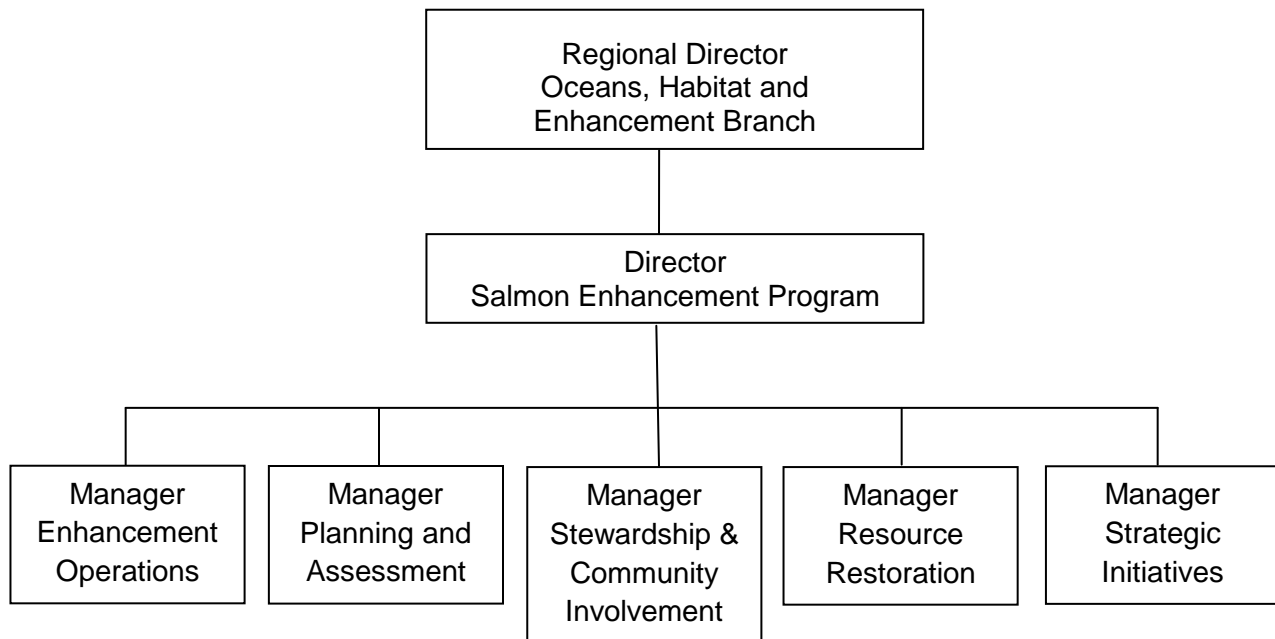 Regional Director
Oceans, Habitat and
Enhancement Branch
Director
Salmon Enhancement Program
Manager
Enhancement
Operations
Manager
Planning and
Assessment
Manager
Stewardship &
Community
Involvement
Manager
Resource
Restoration
Manager
Strategic
Initiatives